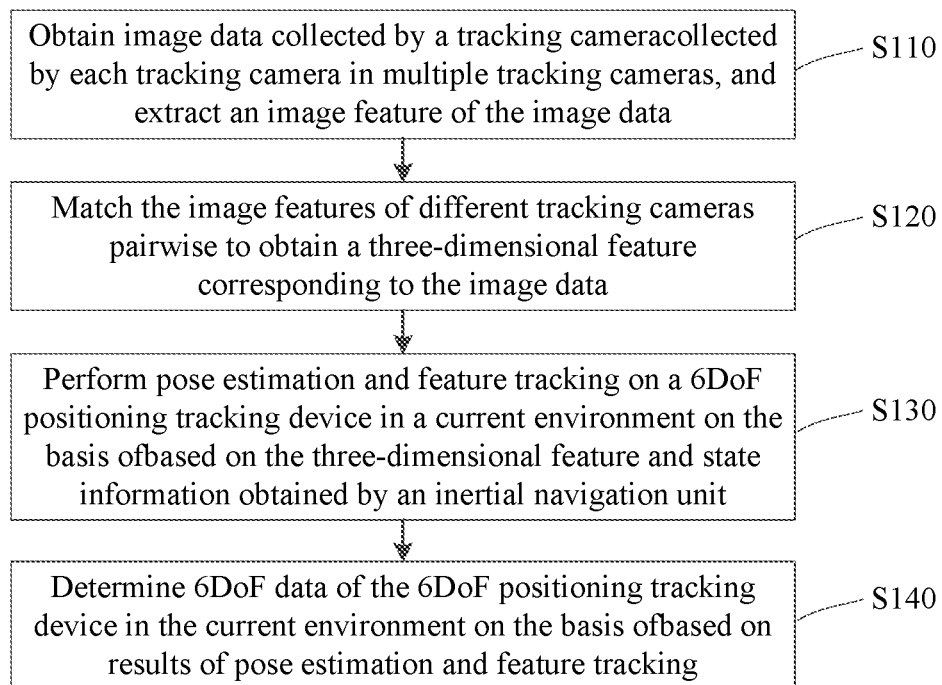 Obtain image data collected by a tracking cameracollected
by each tracking camera in multiple tracking cameras, and
extract an image feature of the image data
S110
Match the image features of different tracking cameras
pairwise to obtain a three-dimensional feature
corresponding to the image data
S120
Perform pose estimation and feature tracking on a 6DoF
positioning tracking device in a current environment on the
basis ofbased on the three-dimensional feature and state
information obtained by an inertial navigation unit
S130
Determine 6DoF data of the 6DoF positioning tracking
device in the current environment on the basis ofbased on
results of pose estimation and feature tracking
S140